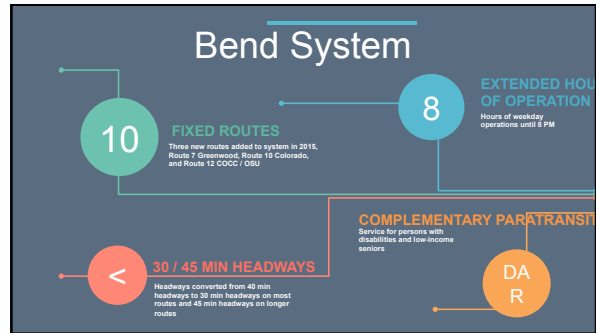 Bend System
10
FIXED ROUTES
Three new routes added to system in 2015,
Route 7 Greenwood, Route 10 Colorado,
and Route 12 COCC / OSU
8
EXTENDED HOU
OF OPERATION
Hours of weekday
operations until 8 PM
<
30 / 45 MIN HEADWAYS
Headways converted from 40 min
headways to 30 min headways on most
routes and 45 min headways on longer
routes
COMPLEMENTARY PARATRANSIT
Service for persons with
disabilities and low-income
seniors
DA
R